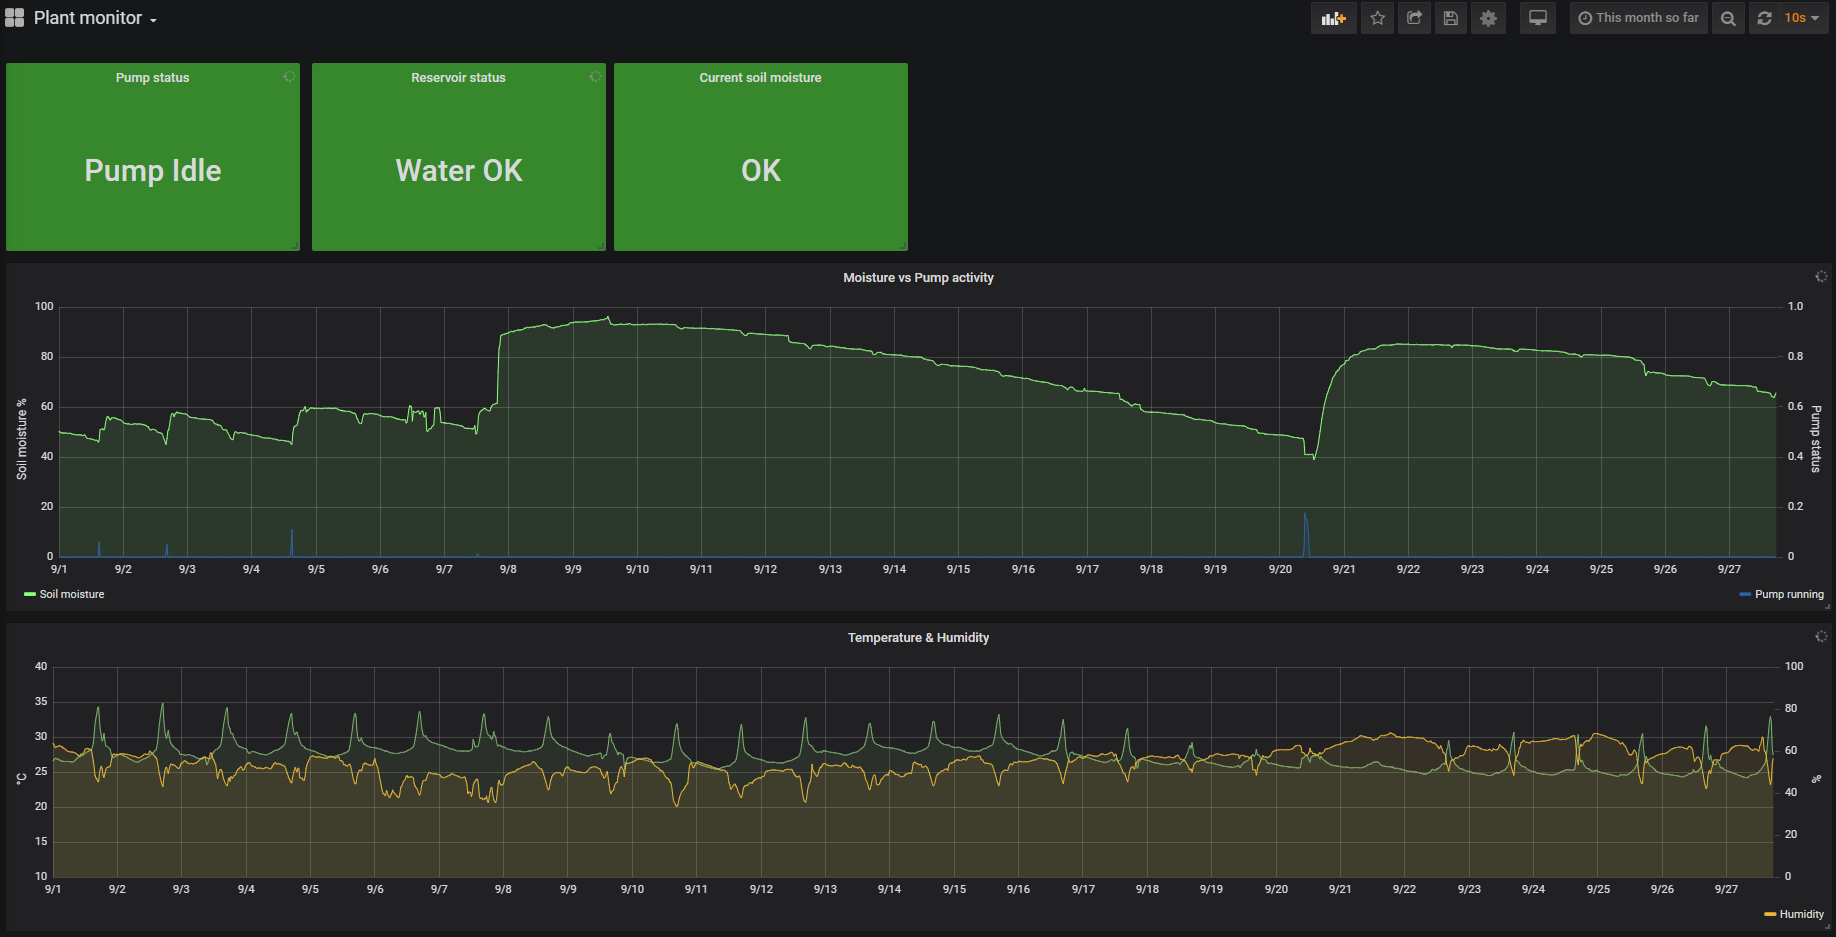 Plant monitor
This month so far
10s
Pump status
Reservoir status
Current soil moisture
Pump Idle
Water OK
OK
Moisture vs Pump activity
100
80
60
40
20
0
Soil moisture %
1.0
0.8
0.6
0.4
0.2
0
Pump status
9/1 9/2 9/3 9/4 9/5 9/6 9/7 9/8 9/9 9/10 9/11 9/12 9/13 9/14 9/15 9/16 9/17 9/18 9/19 9/20 9/21 9/22 9/23 9/24 9/25 9/26 9/27
Soil moisture
Pump running
Temperature & Humidity
40
35
30
25
20
15
10
°C
100
80
60
40
20
0
%
9/1 9/2 9/3 9/4 9/5 9/6 9/7 9/8 9/9 9/10 9/11 9/12 9/13 9/14 9/15 9/16 9/17 9/18 9/19 9/20 9/21 9/22 9/23 9/24 9/25 9/26 9/27
Humidity